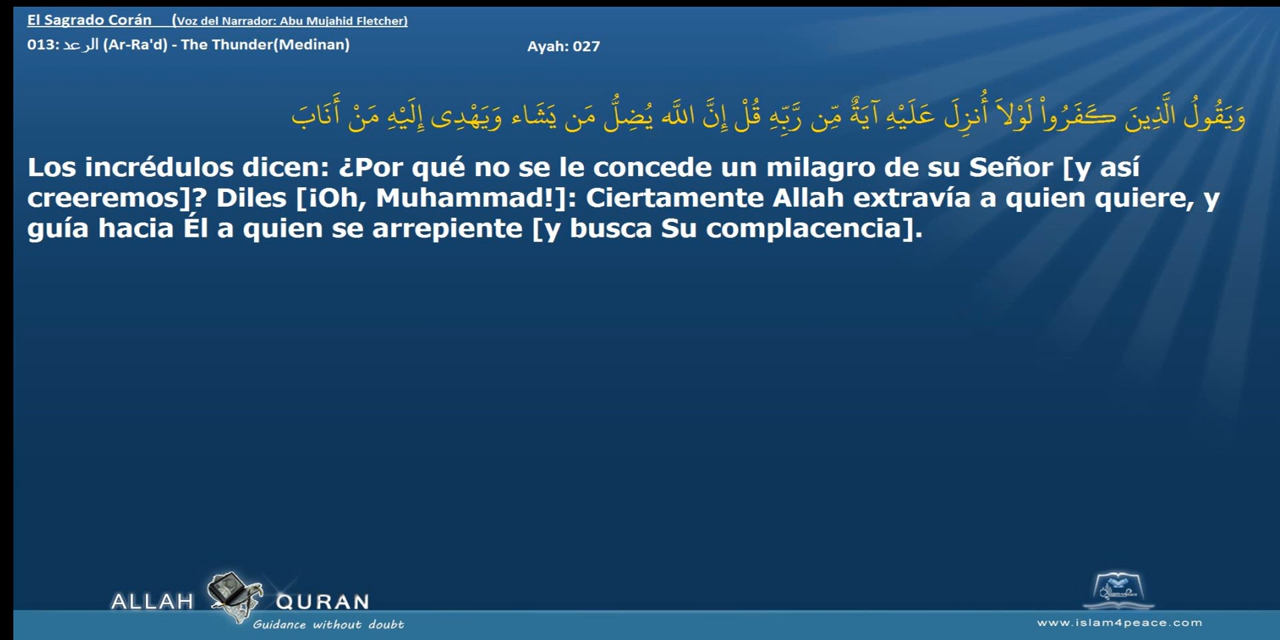 El Sagrado Corán (Voz del Narrador: Abu Mujahid Fletcher)
013: الرعد (Ar-Ra'd) - The Thunder(Medinan) Ayah: 027
وَيَقُولُ الَّذِينَ كَفَرُواْ لَوْلاَ أُنزِلَ عَلَيْهِ آيَةٌ مِّن رَّبِّهِ قُلْ إِنَّ اللَّه يُضِلُّ مَن يَشَاء وَيَهْدِى إِلَيْهِ مَنْ أَنَابَ
Los incrédulos dicen: ¿Por qué no se le concede un milagro de su Señor [y así
creeremos]? Diles [¡Oh, Muhammad!]: Ciertamente Allah extravía a quien quiere, y
guía hacia Él a quien se arrepiente [y busca Su complacencia].
ALLAH QURAN
Guidance without doubt
www.islam4peace.com